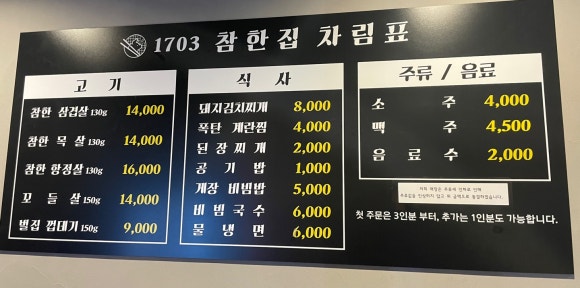 1703 참한집 차림표
고 기
참한 삼겹살 130g 14,000
참한 목 살 130g 14,000
참한 항정살 130g 16,000
꼬 들 살 150g 14,000
벌집 껍데기 150g 9,000
식 사
돼지김치찌개 8,000
폭탄 계란찜 4,000
된 장 찌 개 2,000
공 기 밥 1,000
게장 비빔밥 5,000
비 빔 국 수 6,000
물 냉 면 6,000
주류 / 음료
소 주 4,000
맥 주 4,500
음 료 수 2,000
첫 주문은 3인분 부터, 추가는 1인분도 가능합니다.